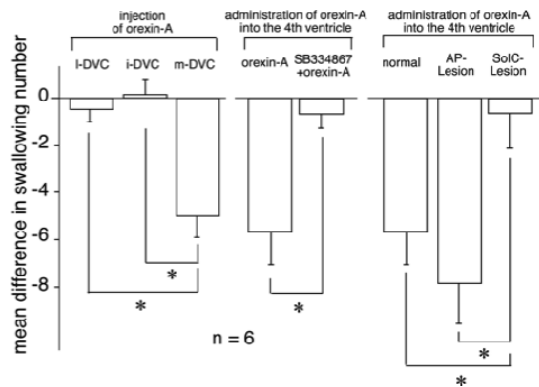 injection
of orexin-A
administration of orexin-A
into the 4th ventricle
administration of orexin-A
into the 4th ventricle
l-DVC
i-DVC
m-DVC
orexin-A
SB334867
+orexin-A
normal
AP-
Lesion
SolC-
Lesion
mean difference in swallowing number
0
-2
-4
-6
-8
*
*
*
*
*
n = 6